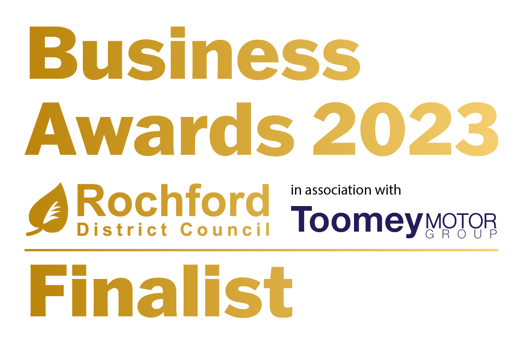 Business
Awards 2023
Rochford
District Council
in association with
Toomey MOTOR
GROUP
Finalist